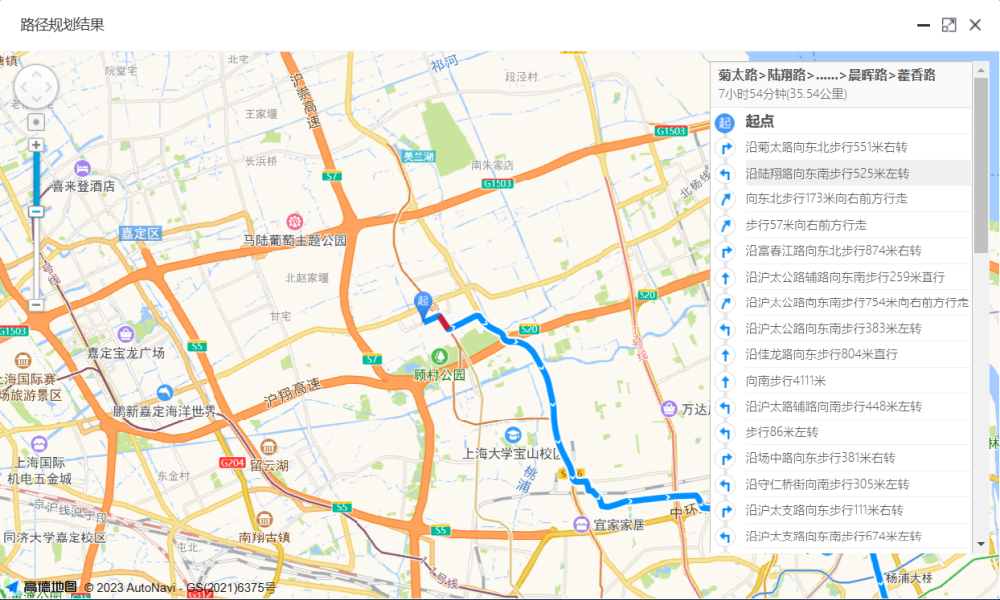 路径规划结果
菊太路>陆翔路>......>晨晖路>藿香路
7小时54分钟(35.54公里)
起
起点
沿菊太路向东北步行551米右转
沿陆翔路向东南步行525米左转
向东北步行173米向右前方行走
步行57米向右前方行走
沿富春江路向东北步行874米右转
沿沪太公路辅路向东南步行259米直行
沿沪太公路向东南步行754米向右前方行走
沿沪太公路向东南步行383米左转
沿佳龙路向东步行804米直行
向南步行4111米
沿沪太路辅路向南步行448米左转
步行86米左转
沿场中路向东步行381米右转
沿守仁桥街向南步行305米左转
沿沪太支路向东步行111米右转
沿沪太支路向东南步行674米左转
院堂宅
北宅
祁河
段泾村
沪崇高速
王家堰
G1503
长浜桥
美兰湖
南朱家店
S7
G1503
北杨线
喜来登酒店
嘉定区
马陆葡萄主题公园
北赵家堰
S20
起
甘宅
G1503
S20
嘉定宝龙广场
S5
S7
顾村公园
上海国际赛
场旅游景区
沪翔高速
鹏新嘉定海洋世界
万达
上海大学宝山校区
上海国际
机电五金城
G204
留云湖
东金村
桃浦
京沪线沪宁段
S5
中环
宜家家居
同济大学嘉定校区
南翔古镇
S5
屯北
杨浦大桥
高德地图 © 2023 AutoNavi - GS(2021)6375号